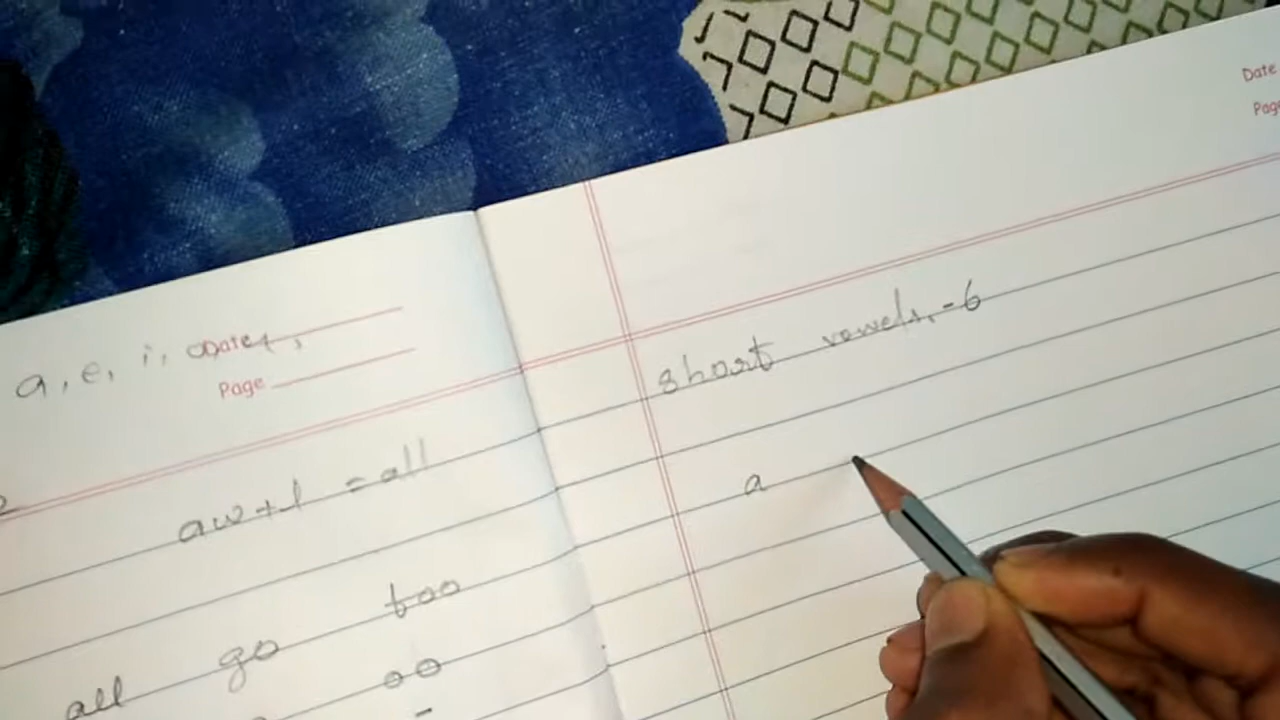 a, e, i, o
Date
Page
aw+l = all
all go too
oo
Date
Page
short vowels, - 6
a